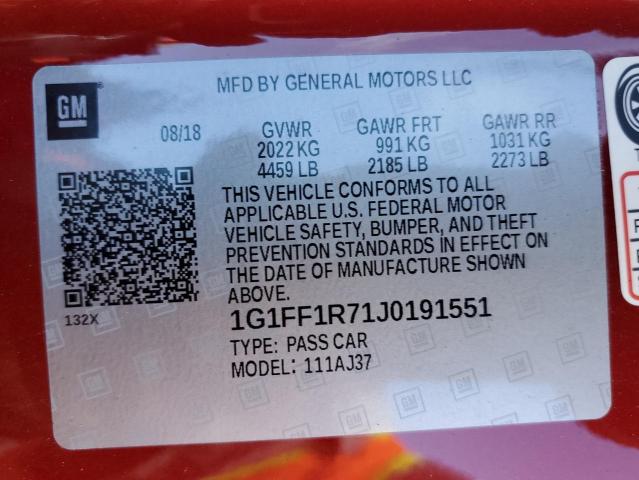 MFD BY GENERAL MOTORS LLC
GM
08/18 GVWR GAWR FRT GAWR RR
2022 KG 991 KG 1031 KG
4459 LB 2185 LB 2273 LB
THIS VEHICLE CONFORMS TO ALL
APPLICABLE U.S. FEDERAL MOTOR
VEHICLE SAFETY, BUMPER, AND THEFT
PREVENTION STANDARDS IN EFFECT ON
THE DATE OF MANUFACTURE SHOWN
ABOVE.
132X
1G1FF1R71J0191551
TYPE: PASS CAR
MODEL: 111AJ37